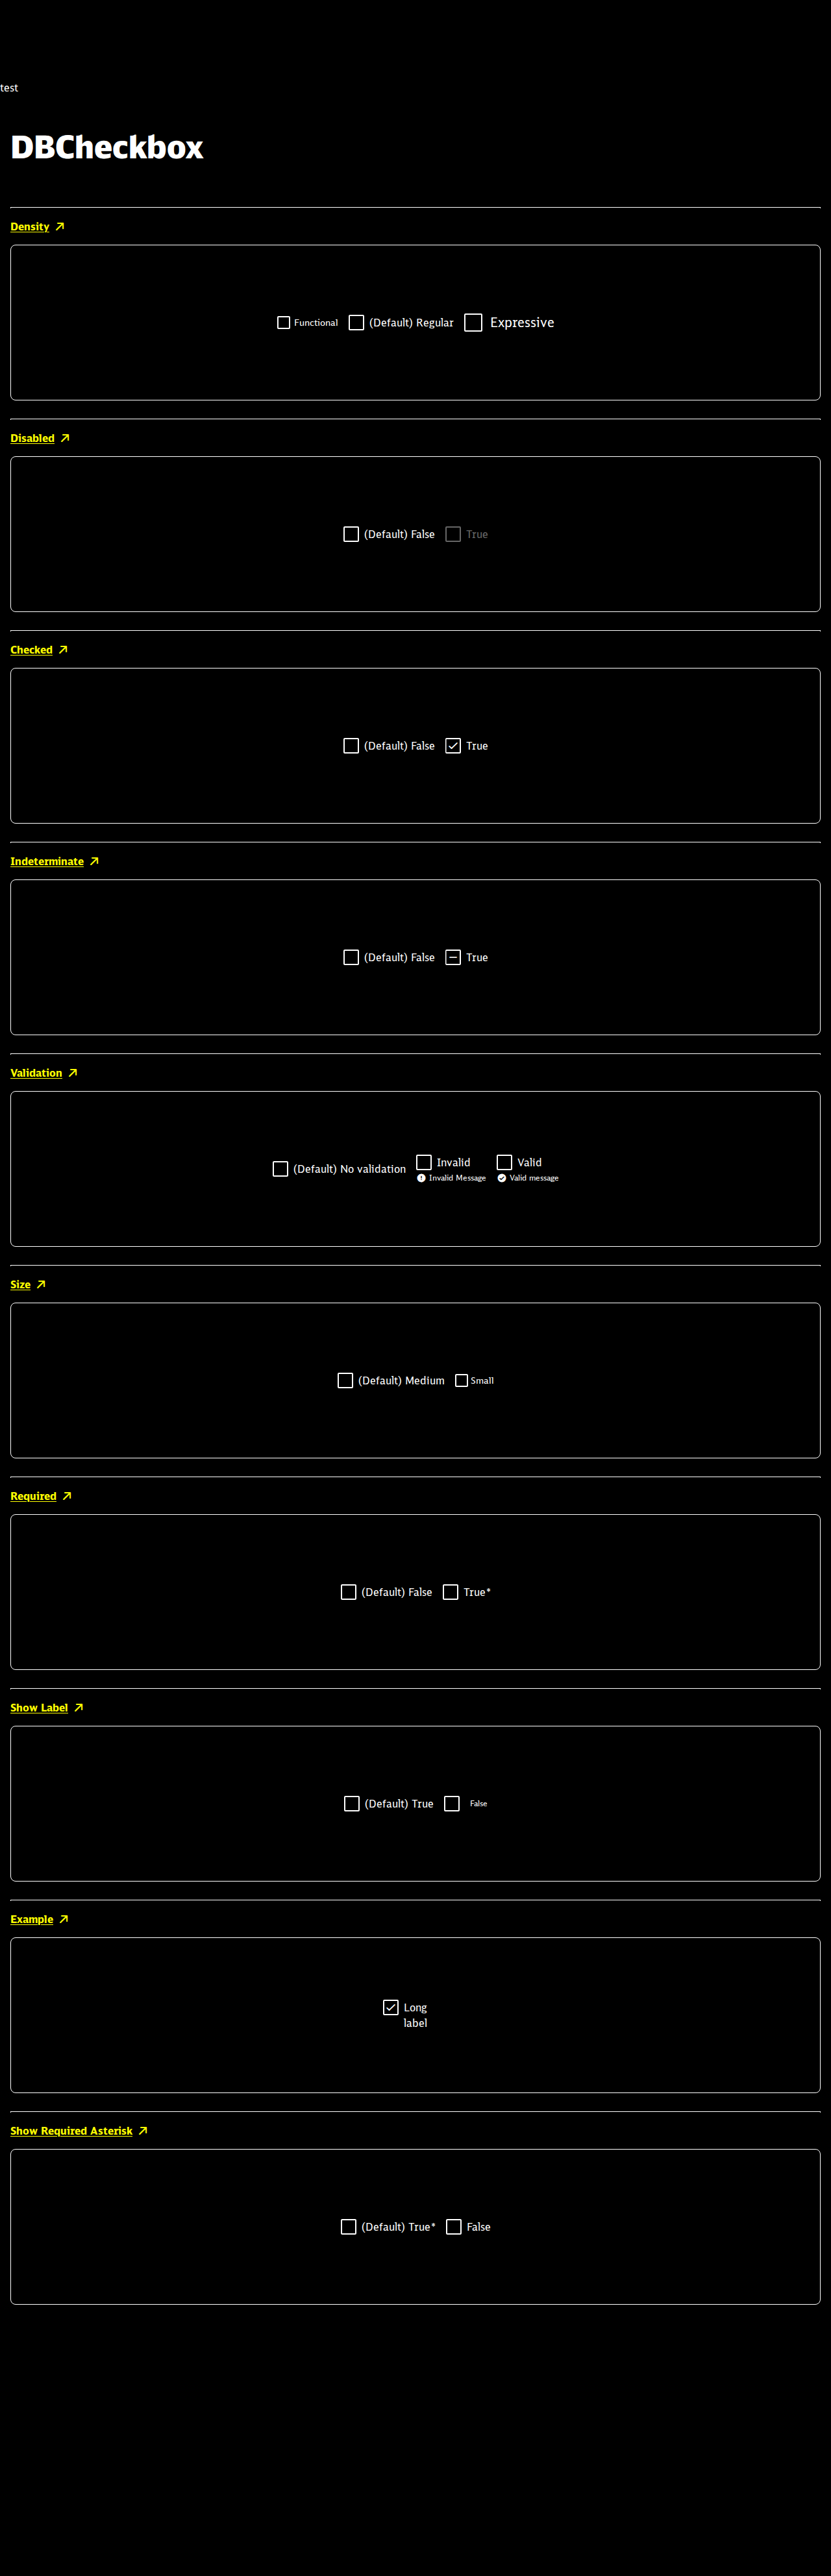 test
DBCheckbox
Density
Functional (Default) Regular Expressive
Disabled
(Default) False True
Checked
(Default) False True
Indeterminate
(Default) False True
Validation
(Default) No validation Invalid Valid
Invalid Message Valid message
Size
(Default) Medium Small
Required
(Default) False True*
Show Label
(Default) True False
Example
Long
label
Show Required Asterisk
(Default) True* False